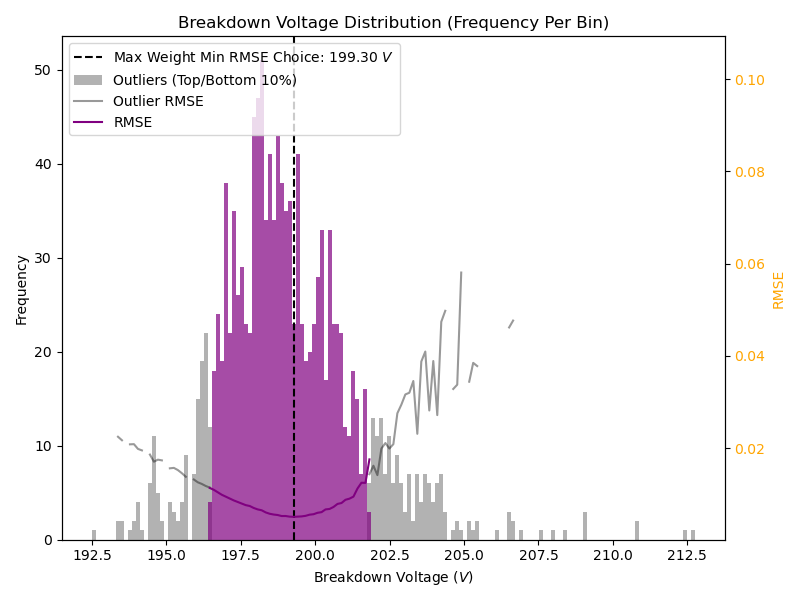 Breakdown Voltage Distribution (Frequency Per Bin)
Max Weight Min RMSE Choice: 199.30 V
Outliers (Top/Bottom 10%)
Outlier RMSE
RMSE
50
40
30
20
10
0
Frequency
0.10
0.08
0.06
0.04
0.02
RMSE
192.5 195.0 197.5 200.0 202.5 205.0 207.5 210.0 212.5
Breakdown Voltage (V)